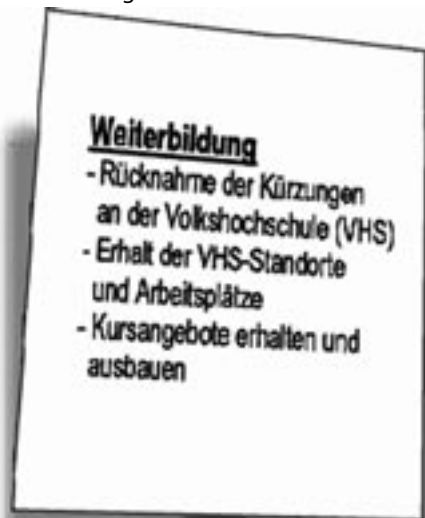 Weiterbildung
- Rücknahme der Kürzungen
an der Volkshochschule (VHS)
- Erhalt der VHS-Standorte
und Arbeitsplätze
- Kursangebote erhalten und
ausbauen